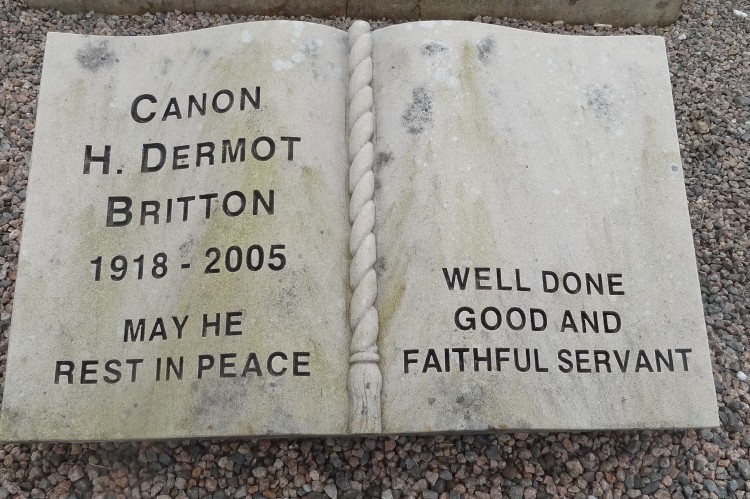 CANON
H. DERMOT
BRITTON
1918 - 2005
MAY HE
REST IN PEACE
WELL DONE
GOOD AND
FAITHFUL SERVANT